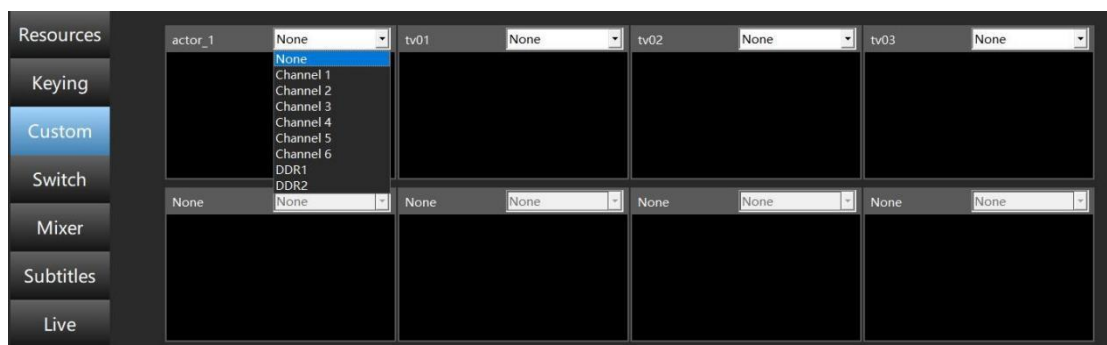 Resources
Keying
Custom
Switch
Mixer
Subtitles
Live
actor_1 None tv01 None tv02 None tv03 None
None
Channel 1
Channel 2
Channel 3
Channel 4
Channel 5
Channel 6
DDR1
DDR2
None None None None None None None None